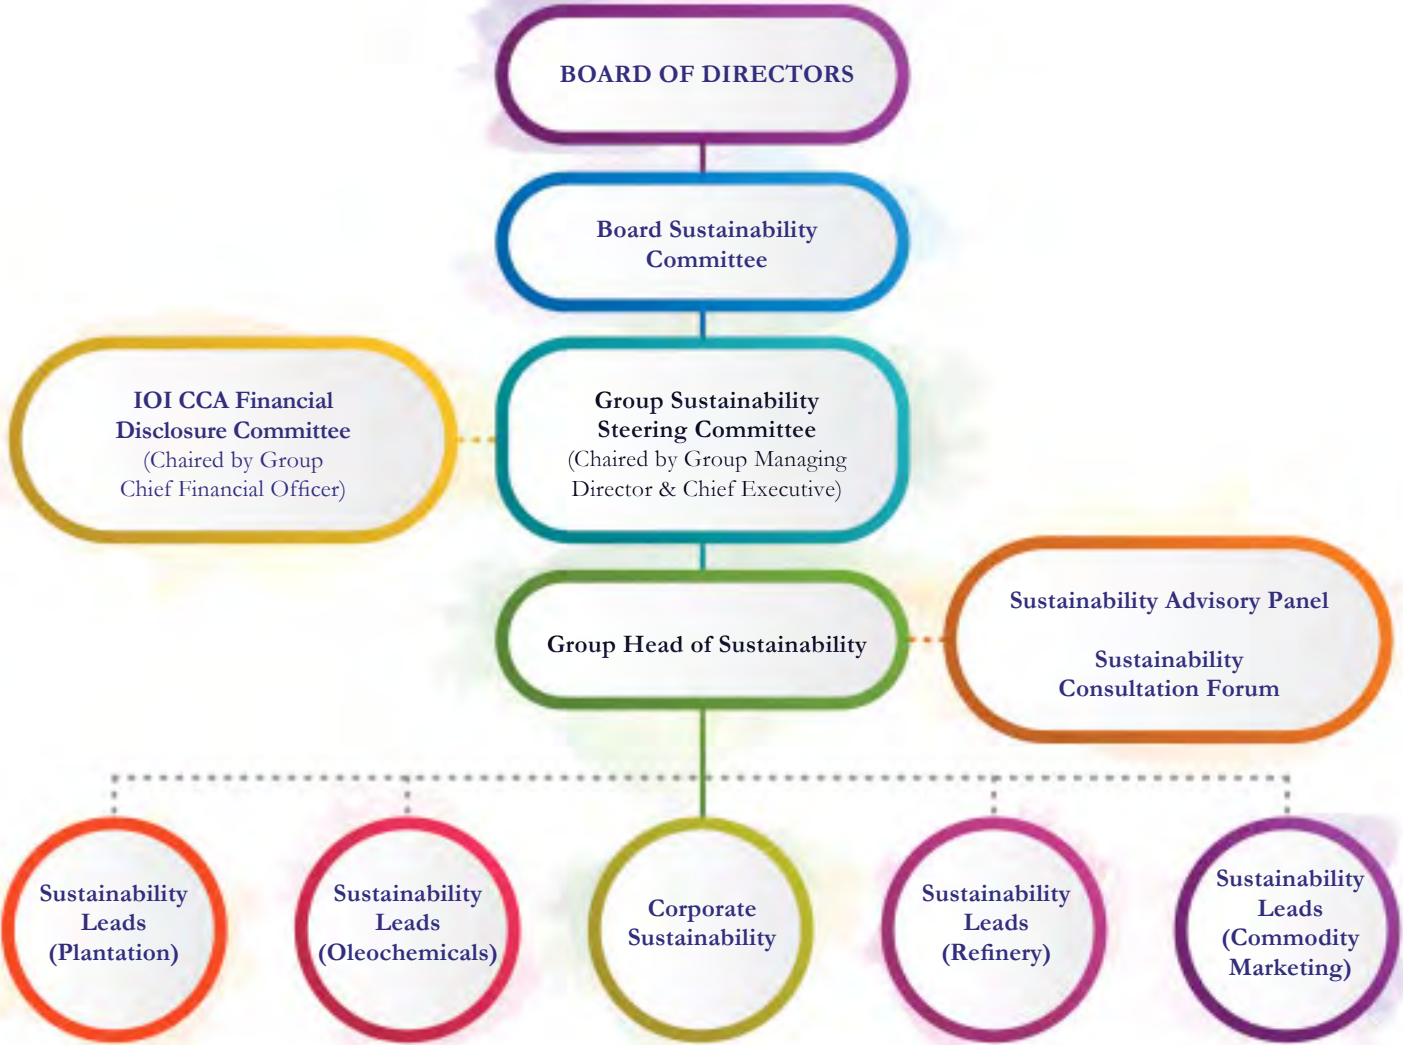 BOARD OF DIRECTORS
Board Sustainability
Committee
IOI CCA Financial
Disclosure Committee
(Chaired by Group
Chief Financial Officer)
Group Sustainability
Steering Committee
(Chaired by Group Managing
Director & Chief Executive)
Group Head of Sustainability
Sustainability Advisory Panel
Sustainability
Consultation Forum
Sustainability
Leads
(Plantation)
Sustainability
Leads
(Oleochemicals)
Corporate
Sustainability
Sustainability
Leads
(Refinery)
Sustainability
Leads
(Commodity
Marketing)